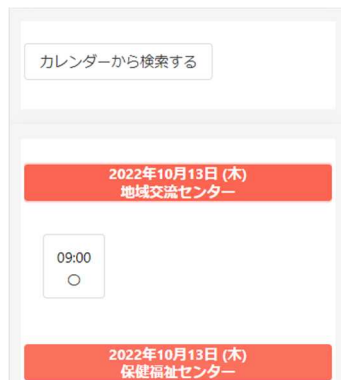 カレンダーから検索する
2022年10月13日 (木)
地域交流センター
09:00
○
2022年10月13日 (木)
保健福祉センター